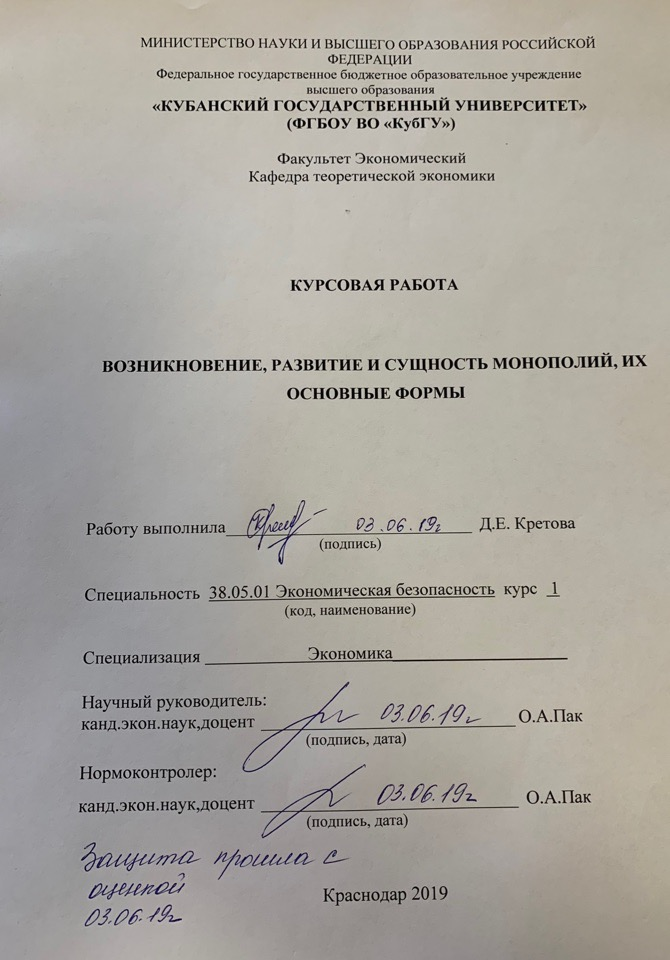 МИНИСТЕРСТВО НАУКИ И ВЫСШЕГО ОБРАЗОВАНИЯ РОССИЙСКОЙ
ФЕДЕРАЦИИ
Федеральное государственное бюджетное образовательное учреждение
высшего образования
«КУБАНСКИЙ ГОСУДАРСТВЕННЫЙ УНИВЕРСИТЕТ»
(ФГБОУ ВО «КубГУ»)
Факультет Экономический
Кафедра теоретической экономики
КУРСОВАЯ РАБОТА
ВОЗНИКНОВЕНИЕ, РАЗВИТИЕ И СУЩНОСТЬ МОНОПОЛИЙ, ИХ
ОСНОВНЫЕ ФОРМЫ
Работу выполнила 03.06.19г Д.Е. Кретова
(подпись)
Специальность 38.05.01 Экономическая безопасность курс 1
(код, наименование)
Специализация Экономика
Научный руководитель:
канд.экон.наук,доцент 03.06.19г О.А.Пак
(подпись, дата)
Нормоконтролер:
канд.экон.наук,доцент 03.06.19г О.А.Пак
(подпись, дата)
Защита прошла с
оценкой
03.06.19г
Краснодар 2019